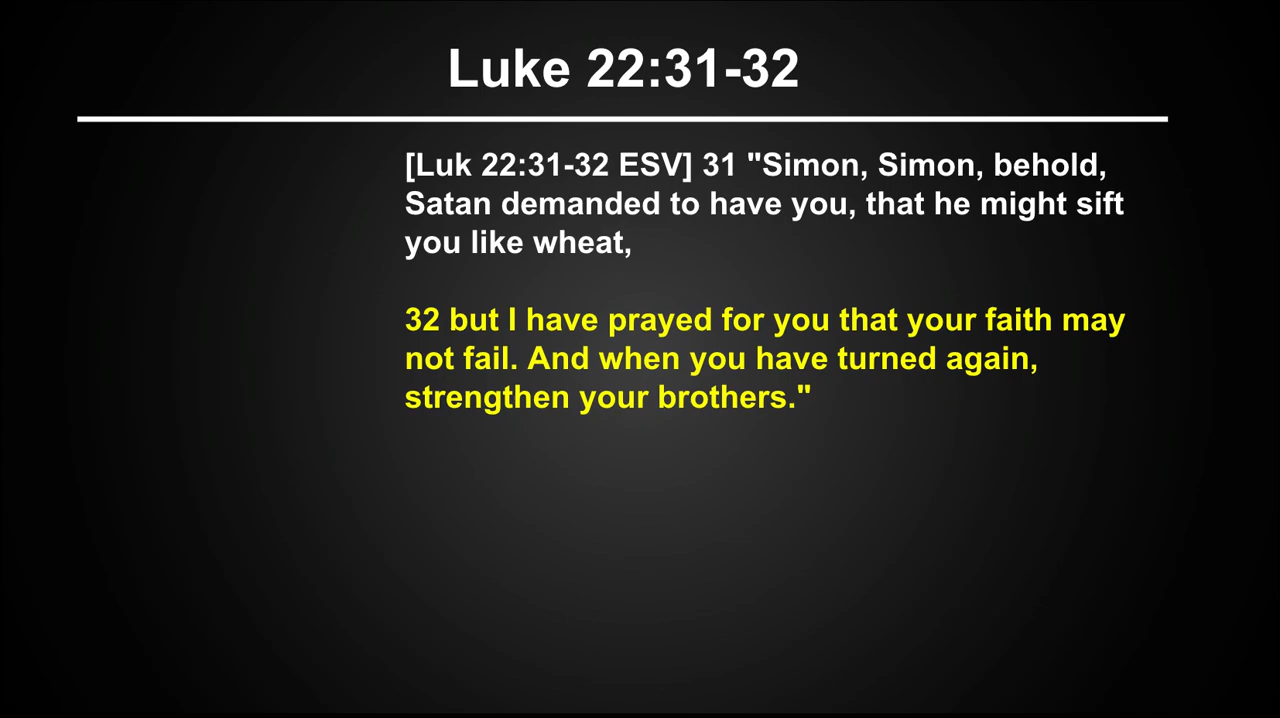 Luke 22:31-32
[Luk 22:31-32 ESV] 31 "Simon, Simon, behold,
Satan demanded to have you, that he might sift
you like wheat,
32 but I have prayed for you that your faith may
not fail. And when you have turned again,
strengthen your brothers."